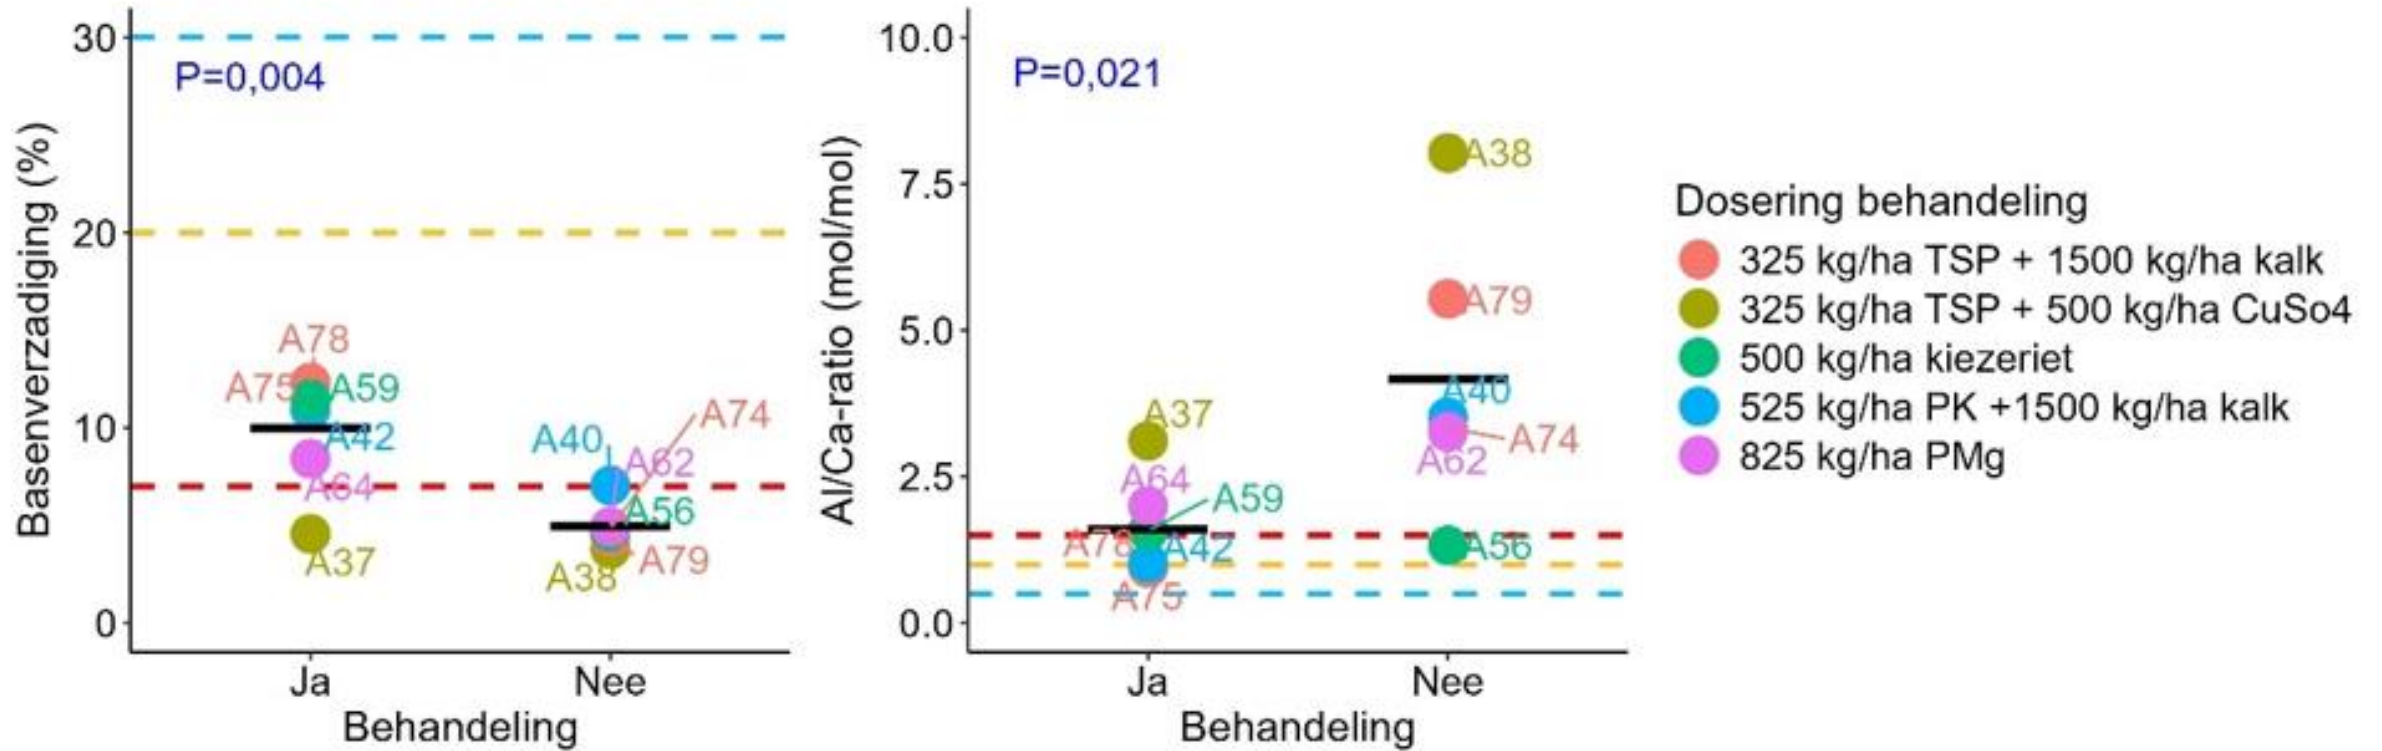 Basenverzadiging (%)
30
20
10
0
P=0,004
A78
A75
A59
A42
A64
A37
A74
A40
A62
A56
A79
A38
Ja
Nee
Behandeling
Al/Ca-ratio (mol/mol)
10.0
7.5
5.0
2.5
0.0
P=0,021
A38
A79
A40
A37
A74
A62
A64
A59
A78
A42
A56
A75
Ja
Nee
Behandeling
Dosering behandeling
325 kg/ha TSP + 1500 kg/ha kalk
325 kg/ha TSP + 500 kg/ha CuSo4
500 kg/ha kiezeriet
525 kg/ha PK +1500 kg/ha kalk
825 kg/ha PMg